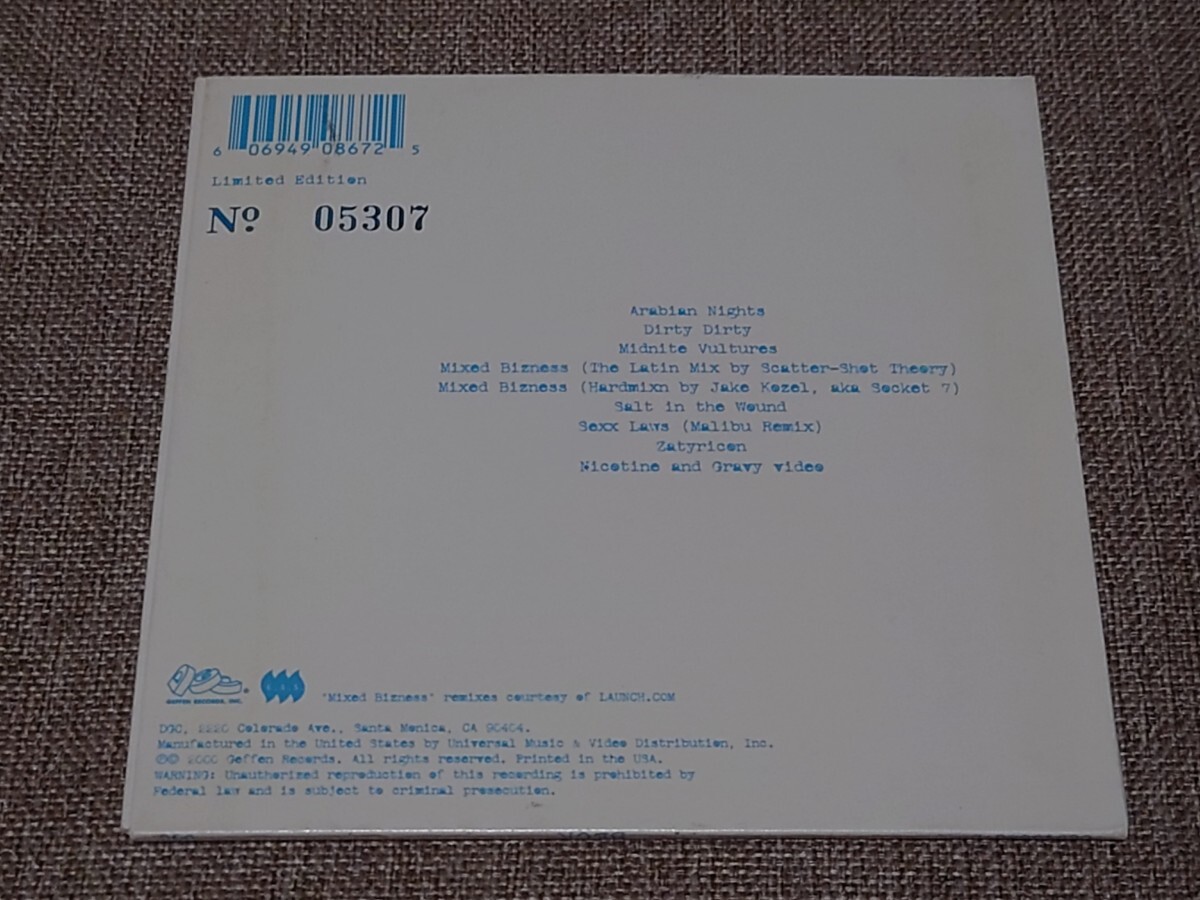 6 06949 08672 5
Limited Edition
Nº 05307
Arabian Nights
Dirty Dirty
Midnite Vultures
Mixed Bizness (The Latin Mix by Scatter-Shot Theory)
Mixed Bizness (Hardmixn by Jake Kozel, aka Socket 7)
Salt in the Wound
Sexx Laws (Malibu Remix)
Zatyricon
Nicotine and Gravy video
GEFFEN RECORDS, INC.
"Mixed Bizness" remixes courtesy of LAUNCH.COM
DGC, 2220 Colorado Ave., Santa Monica, CA 90404.
Manufactured in the United States by Universal Music & Video Distribution, Inc.
℗© 2000 Geffen Records. All rights reserved. Printed in the USA.
WARNING: Unauthorized reproduction of this recording is prohibited by
Federal law and is subject to criminal prosecution.